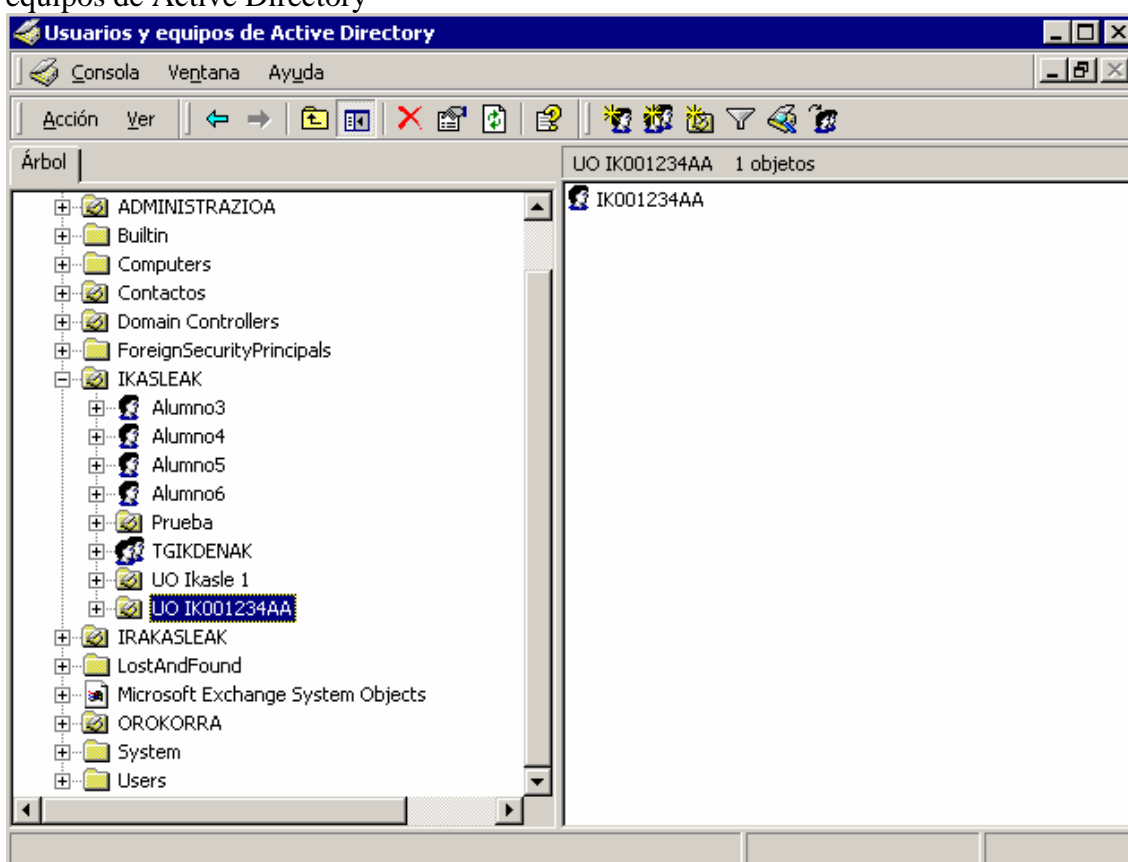 equipos de Active Directory
Usuarios y equipos de Active Directory
Consola Ventana Ayuda
Acción Ver
Árbol
UO IK001234AA 1 objetos
ADMINISTRAZIOA
Builtin
Computers
Contactos
Domain Controllers
ForeignSecurityPrincipals
IKASLEAK
Alumno3
Alumno4
Alumno5
Alumno6
Prueba
TGIKDENAK
UO Ikasle 1
UO IK001234AA
IRAKASLEAK
LostAndFound
Microsoft Exchange System Objects
OROKORRA
System
Users
IK001234AA